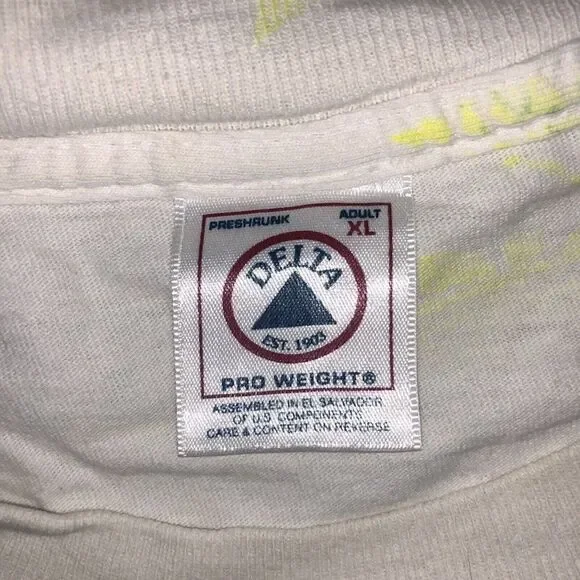 PRESHRUNK ADULT
XL
DELTA
EST. 1903
PRO WEIGHT®
ASSEMBLED IN EL SALVADOR
OF U.S. COMPONENTS
CARE & CONTENT ON REVERSE